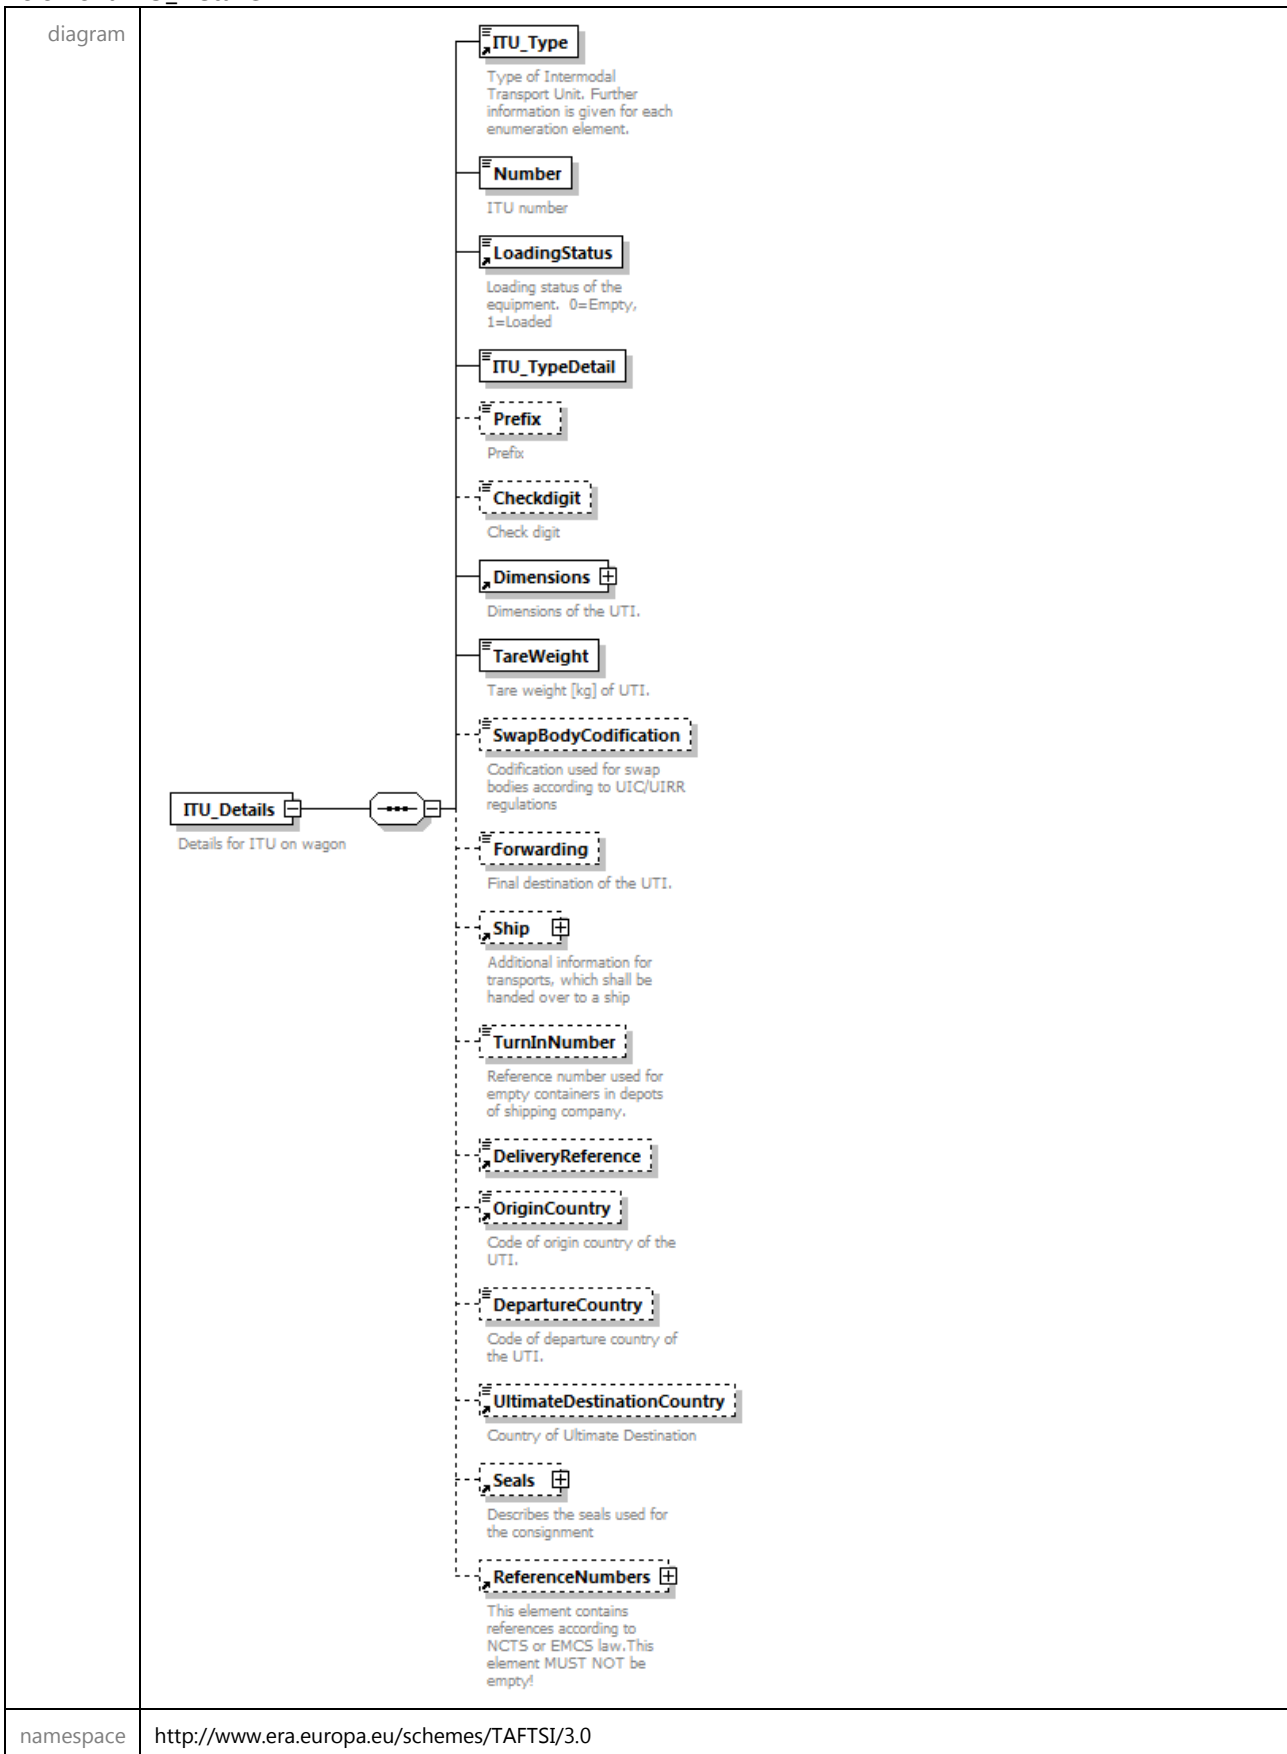 diagram
ITU_Type
Type of Intermodal
Transport Unit. Further
information is given for each
enumeration element.
Number
ITU number
LoadingStatus
Loading status of the
equipment.  0=Empty,
1=Loaded
ITU_TypeDetail
Prefix
Prefix
Checkdigit
Check digit
Dimensions
Dimensions of the UTI.
TareWeight
Tare weight [kg] of UTI.
SwapBodyCodification
Codification used for swap
bodies according to UIC/UIRR
regulations
ITU_Details
Details for ITU on wagon
Forwarding
Final destination of the UTI.
Ship
Additional information for
transports, which shall be
handed over to a ship
TurnInNumber
Reference number used for
empty containers in depots
of shipping company.
DeliveryReference
OriginCountry
Code of origin country of the
UTI.
DepartureCountry
Code of departure country of
the UTI.
UltimateDestinationCountry
Country of Ultimate Destination
Seals
Describes the seals used for
the consignment
ReferenceNumbers
This element contains
references according to
NCTS or EMCS law.This
element MUST NOT be
empty!
namespace
http://www.era.europa.eu/schemes/TAFTSI/3.0